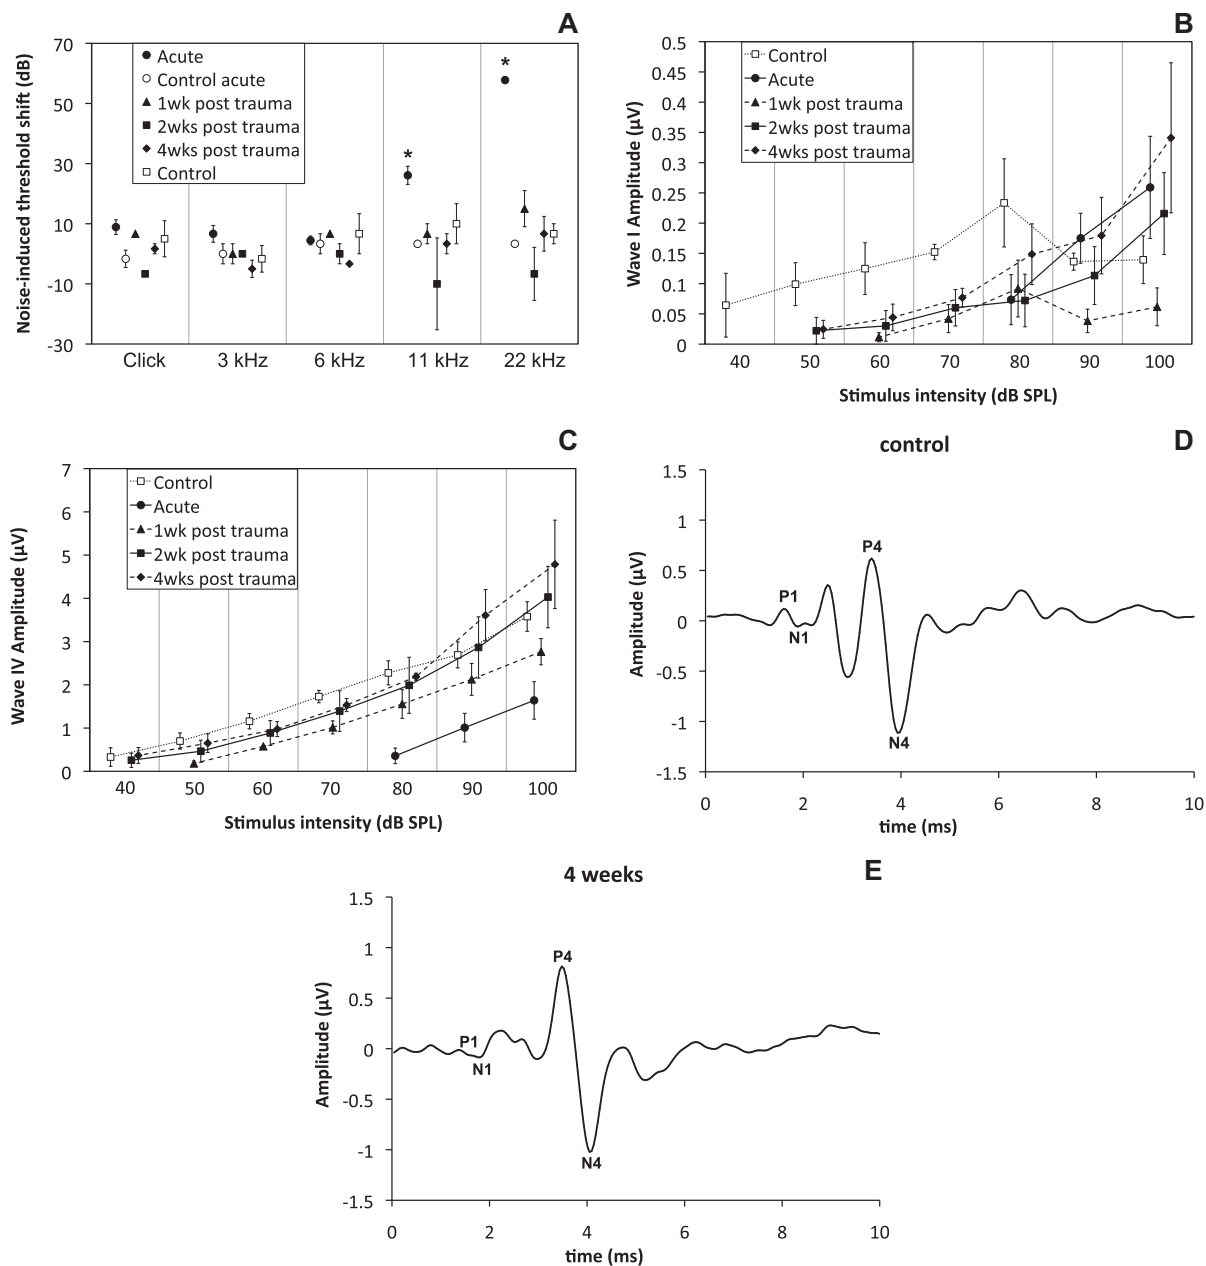 A
Noise-induced threshold shift (dB)
70
50
30
10
-10
-30
Acute
Control acute
1wk post trauma
2wks post trauma
4wks post trauma
Control
*
*
Click 3 kHz 6 kHz 11 kHz 22 kHz
B
Wave I Amplitude (µV)
0.5
0.45
0.4
0.35
0.3
0.25
0.2
0.15
0.1
0.05
0
Control
Acute
1wk post trauma
2wks post trauma
4wks post trauma
40 50 60 70 80 90 100
Stimulus intensity (dB SPL)
C
Wave IV Amplitude (µV)
7
6
5
4
3
2
1
0
Control
Acute
1wk post trauma
2wk post trauma
4wks post trauma
40 50 60 70 80 90 100
Stimulus intensity (dB SPL)
control
D
Amplitude (µV)
1.5
1
0.5
0
-0.5
-1
-1.5
P4
P1
N1
N4
0 2 4 6 8 10
time (ms)
4 weeks
E
Amplitude (µV)
1.5
1
0.5
0
-0.5
-1
-1.5
P4
P1
N1
N4
0 2 4 6 8 10
time (ms)